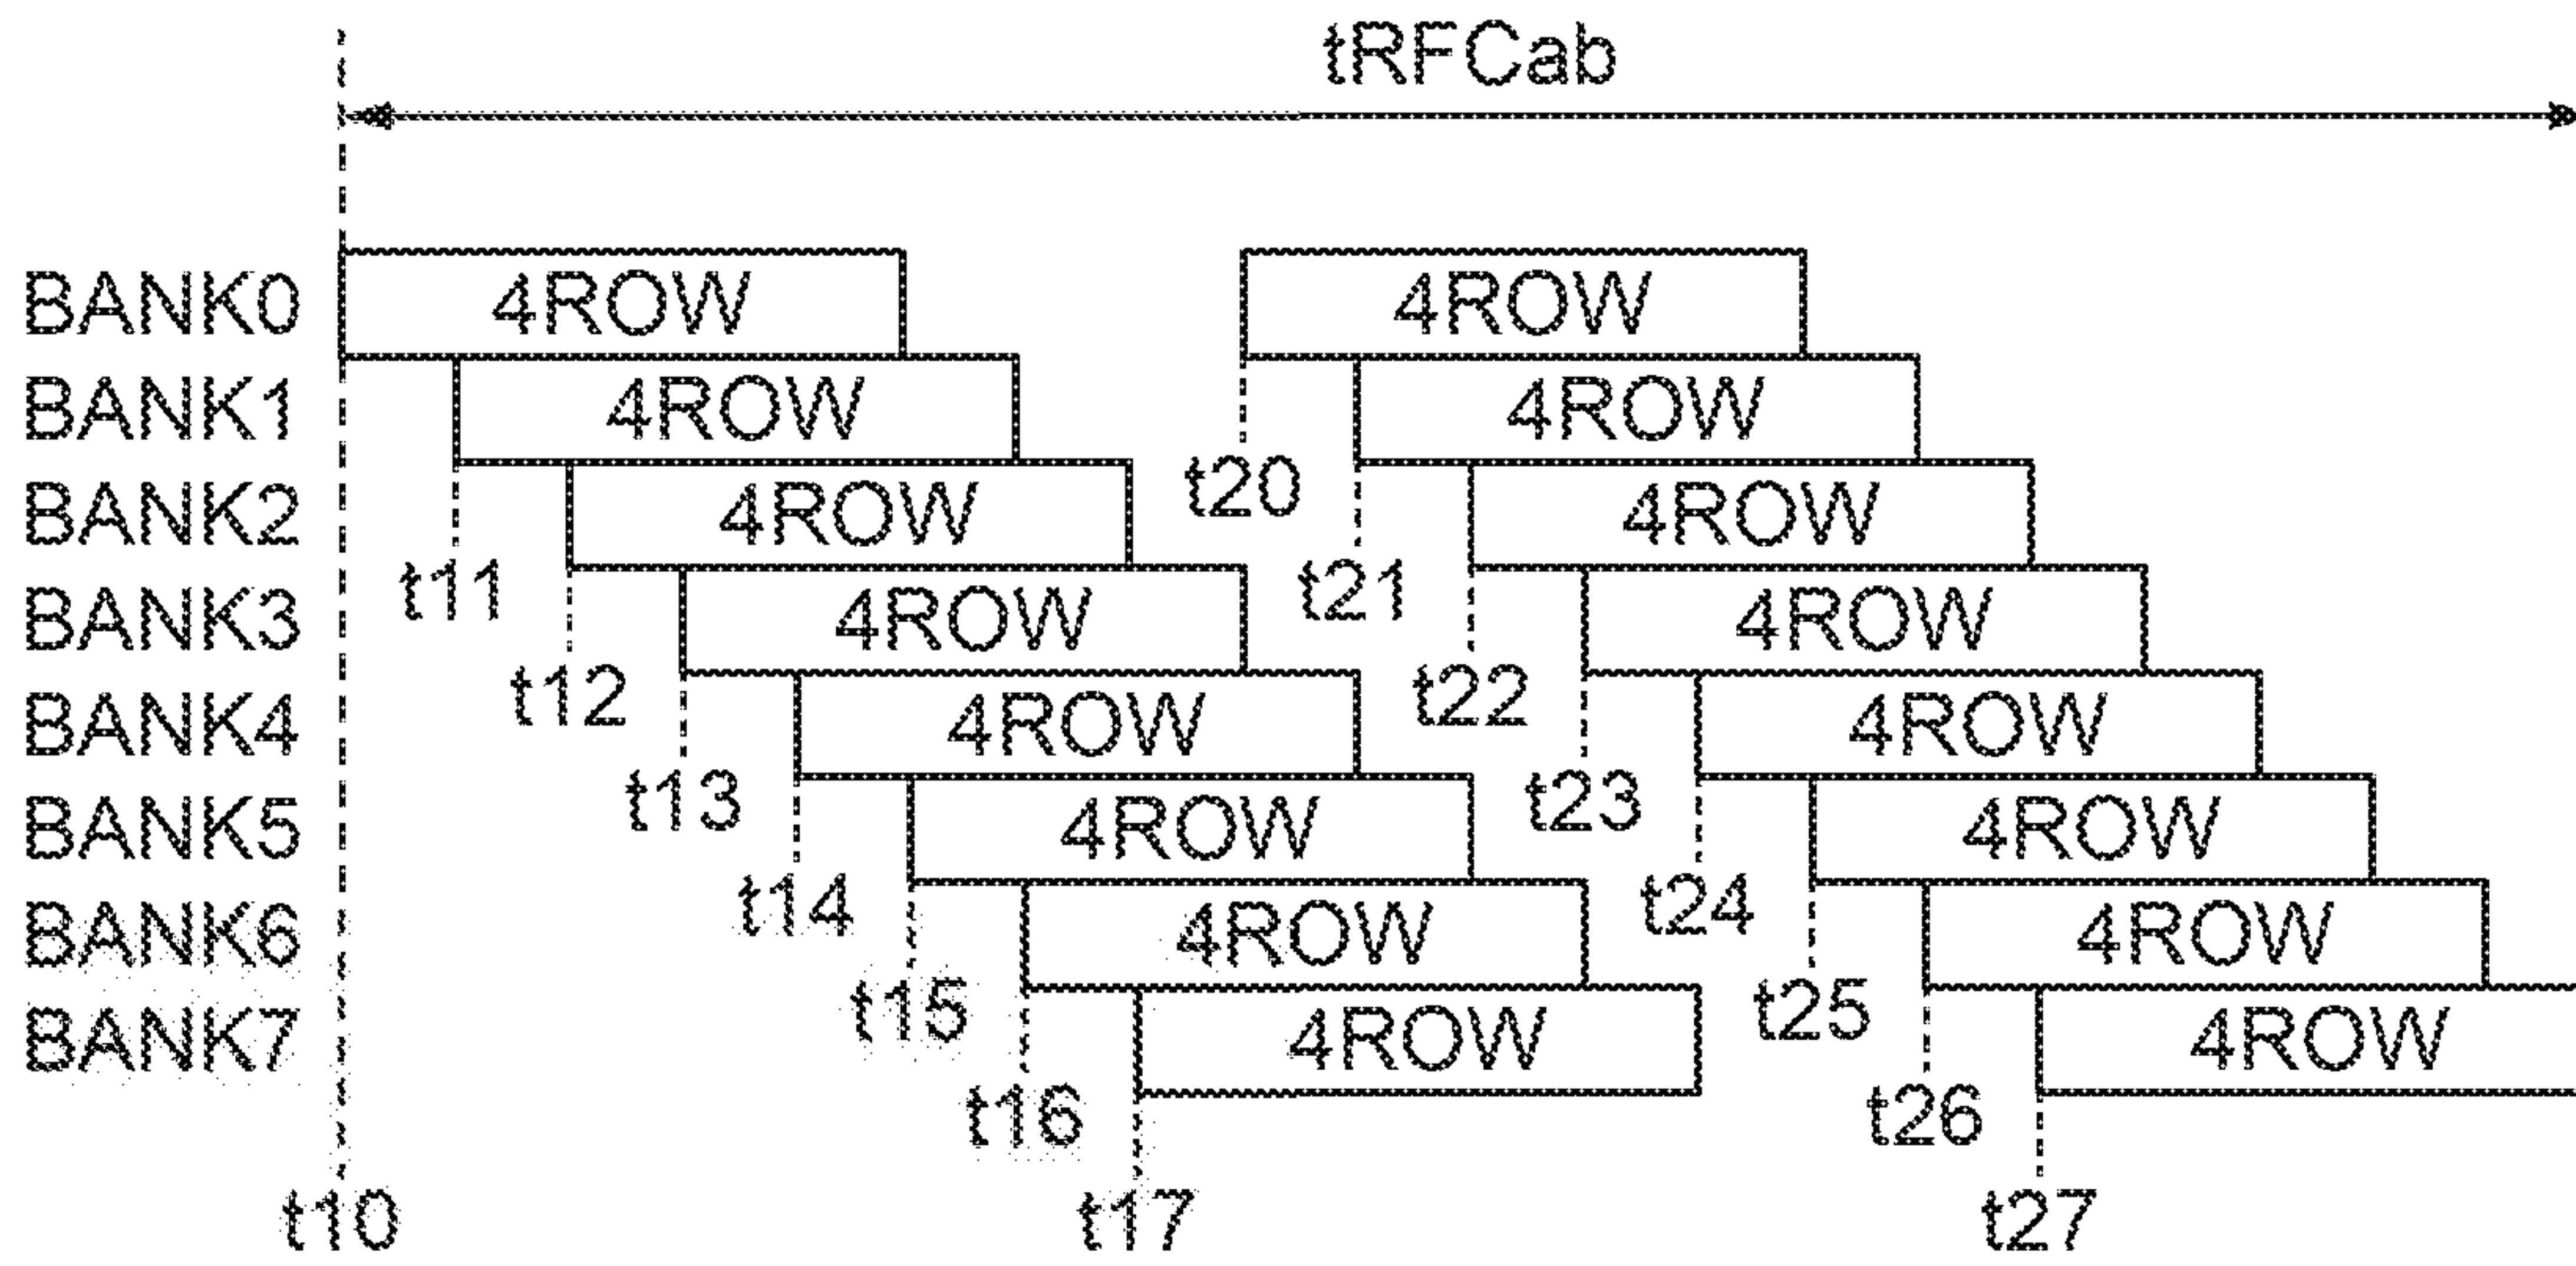 tRFCab
BANK0 4ROW 4ROW
BANK1 4ROW 4ROW
t20
BANK2 4ROW 4ROW
t11 t21
BANK3 4ROW 4ROW
t12 t22
BANK4 4ROW 4ROW
t13 t23
BANK5 4ROW 4ROW
t14 t24
BANK6 4ROW 4ROW
t15 t25
BANK7 4ROW 4ROW
t16 t26
t10 t17 t27